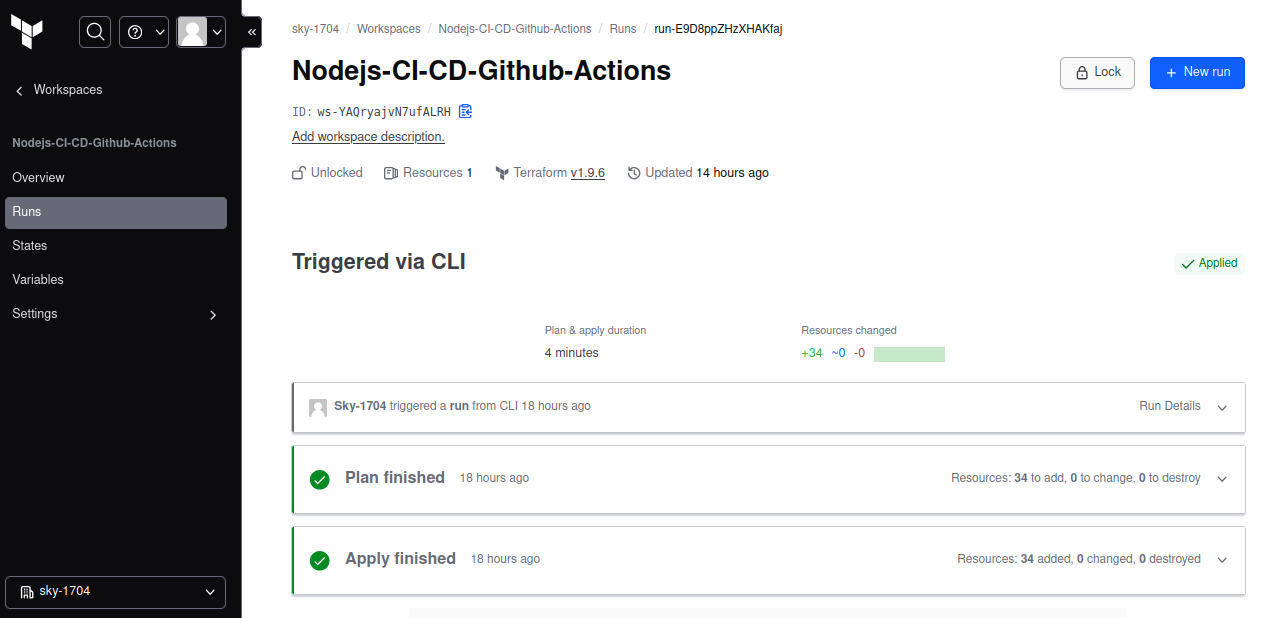 sky-1704 / Workspaces / Nodejs-CI-CD-Github-Actions / Runs / run-E9D8ppZHzXHAKfaj
Nodejs-CI-CD-Github-Actions
Lock
+ New run
ID: ws-YAQryajvN7ufALRH
Add workspace description.
Unlocked Resources 1 Terraform v1.9.6 Updated 14 hours ago
Workspaces
Nodejs-CI-CD-Github-Actions
Overview
Runs
States
Variables
Settings
sky-1704
Triggered via CLI
Applied
Plan & apply duration
4 minutes
Resources changed
+34 ~0 -0
Sky-1704 triggered a run from CLI 18 hours ago
Run Details
Plan finished 18 hours ago
Resources: 34 to add, 0 to change, 0 to destroy
Apply finished 18 hours ago
Resources: 34 added, 0 changed, 0 destroyed